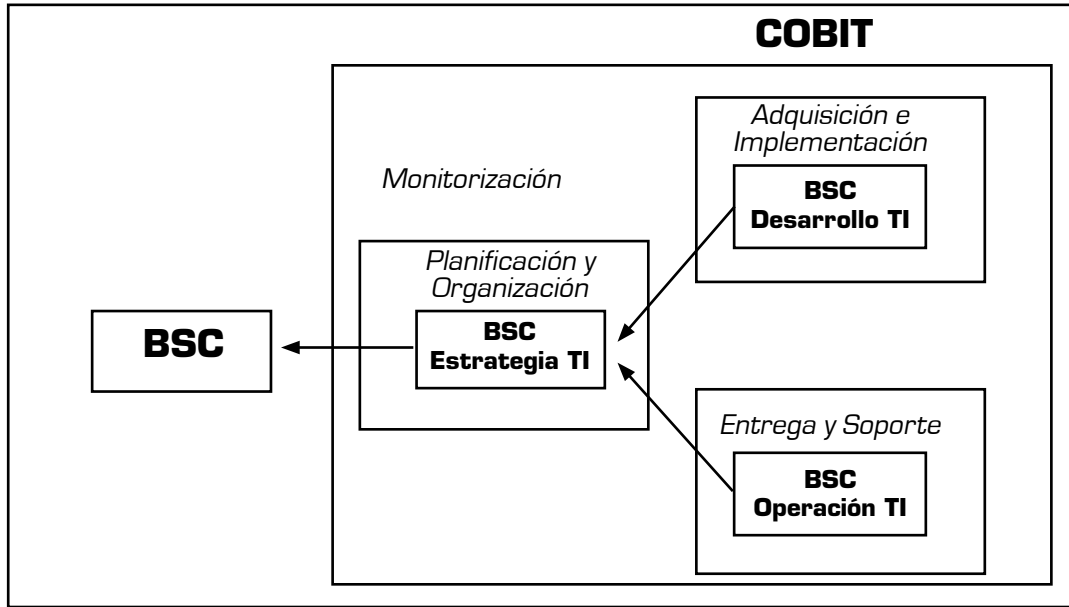 COBIT
Monitorización
Adquisición e
Implementación
BSC
Desarrollo TI
Planificación y
Organización
BSC
Estrategia TI
BSC
Entrega y Soporte
BSC
Operación TI